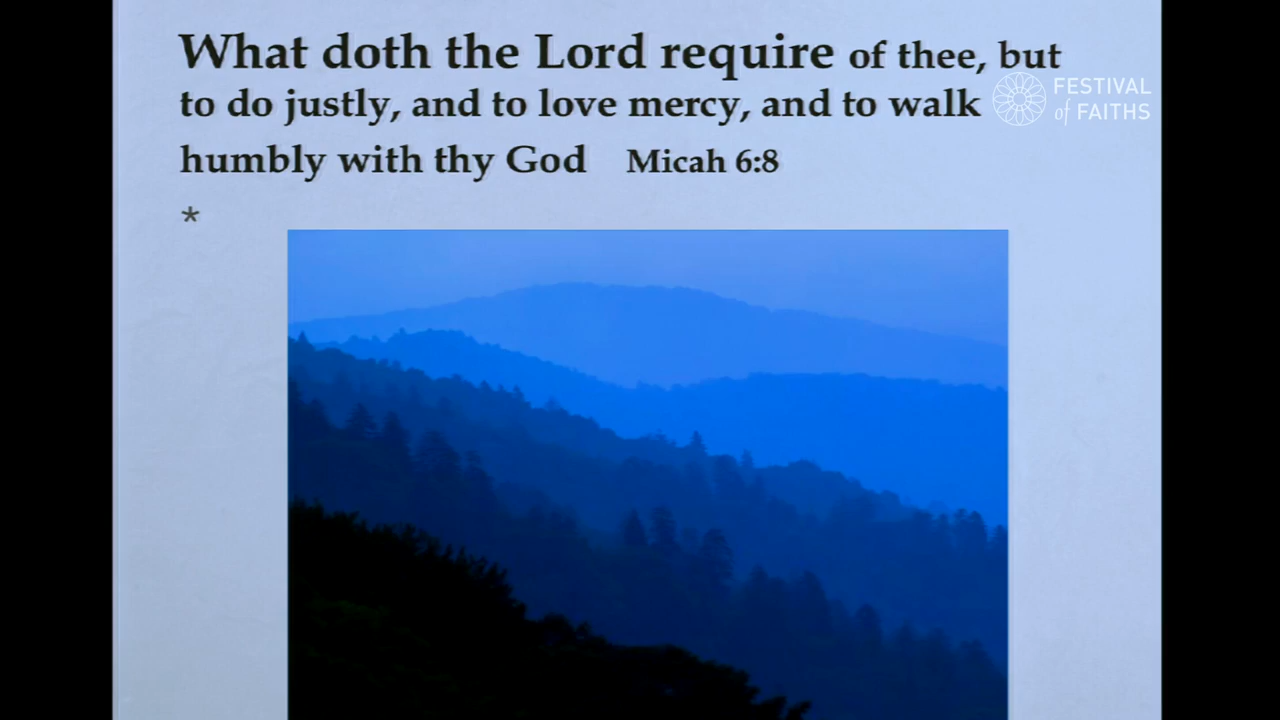 What doth the Lord require of thee, but
to do justly, and to love mercy, and to walk
humbly with thy God Micah 6:8
*
FESTIVAL
of FAITHS